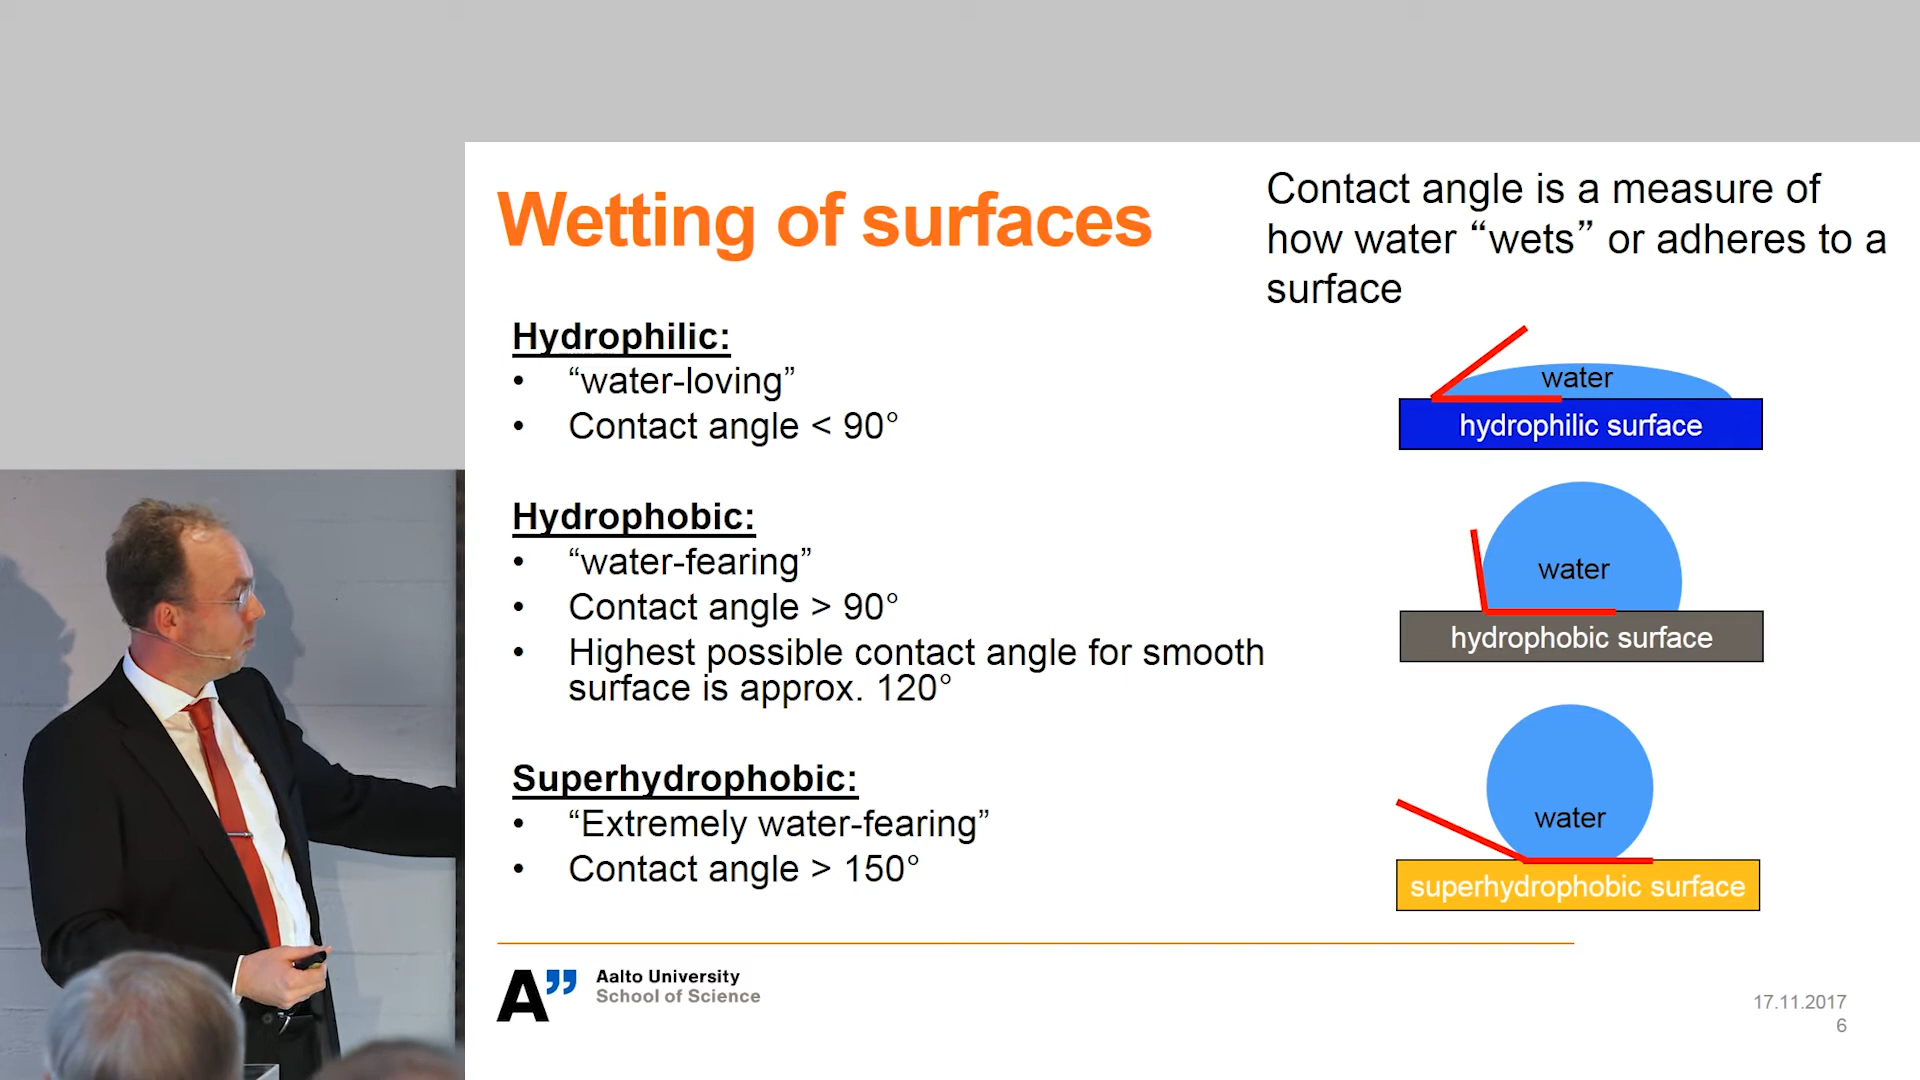 Wetting of surfaces
Contact angle is a measure of
how water “wets” or adheres to a
surface
Hydrophilic:
• “water-loving”
• Contact angle < 90°
Hydrophobic:
• “water-fearing”
• Contact angle > 90°
• Highest possible contact angle for smooth
surface is approx. 120°
Superhydrophobic:
• “Extremely water-fearing”
• Contact angle > 150°
water
hydrophilic surface
water
hydrophobic surface
water
superhydrophobic surface
A”
Aalto University
School of Science
17.11.2017
6